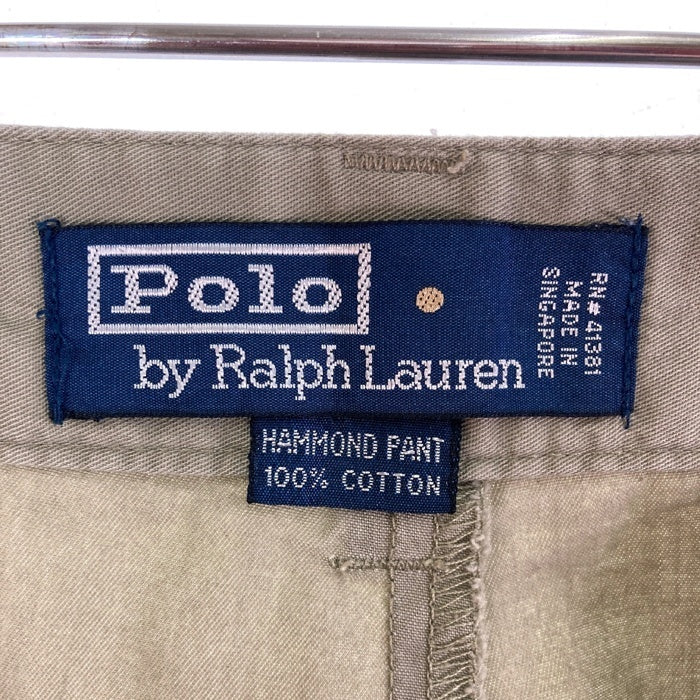 Polo
by Ralph Lauren
RN# 41381
MADE IN
SINGAPORE
HAMMOND PANT
100% COTTON